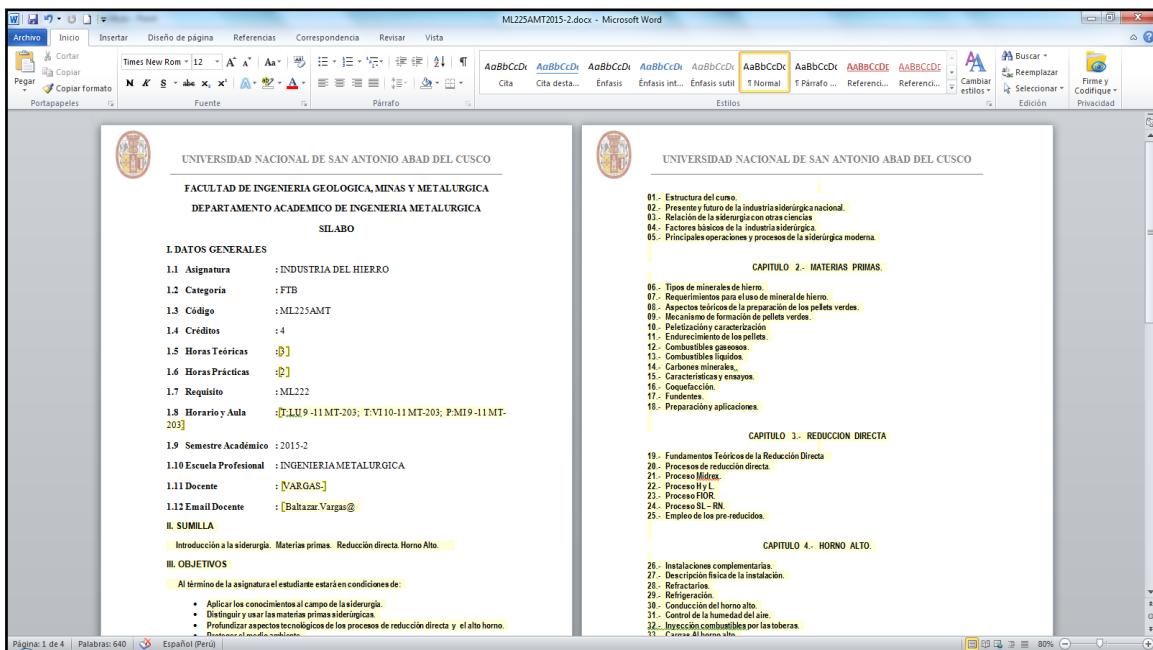 ML225AMT2015-2.docx - Microsoft Word
Archivo Inicio Insertar Diseño de página Referencias Correspondencia Revisar Vista
Pegar
Cortar
Copiar
Copiar formato
Portapapeles
Times New Rom 12
Fuente
Párrafo
AaBbCcDc AaBbCcDc AaBbCcDc AaBbCcDc AaBbCcDc AaBbCcDc AaBbCcDc AABBCCDE AABBCCDE
Cita Cita desta... Énfasis Énfasis int... Énfasis sutil ¶ Normal ¶ Párrafo ... Referenci... Referenci...
Cambiar estilos
Estilos
Buscar
Reemplazar
Seleccionar
Edición
Firme y Codifique
Privacidad
UNIVERSIDAD NACIONAL DE SAN ANTONIO ABAD DEL CUSCO
FACULTAD DE INGENIERIA GEOLOGICA, MINAS Y METALURGICA
DEPARTAMENTO ACADEMICO DE INGENIERIA METALURGICA
SILABO
I. DATOS GENERALES
1.1 Asignatura : INDUSTRIA DEL HIERRO
1.2 Categoría : FTB
1.3 Código : ML225AMT
1.4 Créditos : 4
1.5 Horas Teóricas :[3]
1.6 Horas Prácticas :[2]
1.7 Requisito : ML222
1.8 Horario y Aula :[T:LU 9 -11 MT-203; T:VI 10-11 MT-203; P:MI 9 -11 MT-
203]
1.9 Semestre Académico : 2015-2
1.10 Escuela Profesional : INGENIERIA METALURGICA
1.11 Docente : [VARGAS-]
1.12 Email Docente : [Baltazar.Vargas@
II. SUMILLA
Introducción a la siderurgia. Materias primas. Reducción directa. Horno Alto.
III. OBJETIVOS
Al término de la asignatura el estudiante estará en condiciones de:
• Aplicar los conocimientos al campo de la siderurgia.
• Distinguir y usar las materias primas siderúrgicas.
• Profundizar aspectos tecnológicos de los procesos de reducción directa y el alto horno.
• Proteger el medio ambiente
UNIVERSIDAD NACIONAL DE SAN ANTONIO ABAD DEL CUSCO
01.- Estructura del curso.
02.- Presente y futuro de la industria siderúrgica nacional.
03.- Relación de la siderurgia con otras ciencias
04.- Factores básicos de la industria siderúrgica.
05.- Principales operaciones y procesos de la siderúrgica moderna.
CAPITULO 2.- MATERIAS PRIMAS.
06.- Tipos de minerales de hierro.
07.- Requerimientos para el uso de mineral de hierro.
08.- Aspectos teóricos de la preparación de los pellets verdes.
09.- Mecanismo de formación de pellets verdes.
10.- Peletización y caracterización
11.- Endurecimiento de los pellets.
12.- Combustibles gaseosos.
13.- Combustibles líquidos.
14.- Carbones minerales,.
15.- Características y ensayos.
16.- Coquefacción.
17.- Fundentes.
18.- Preparación y aplicaciones.
CAPITULO 3.- REDUCCION DIRECTA
19.- Fundamentos Teóricos de la Reducción Directa
20.- Procesos de reducción directa.
21.- Proceso Midrex.
22.- Proceso H y L.
23.- Proceso FIOR.
24.- Proceso SL – RN.
25.- Empleo de los pre-reducidos.
CAPITULO 4.- HORNO ALTO.
26.- Instalaciones complementarias.
27.- Descripción física de la instalación.
28.- Refractarios.
29.- Refrigeración.
30.- Conducción del horno alto.
31.- Control de la humedad del aire.
32.- Inyección combustibles por las toberas.
33.- Cargas Al horno alto
Página: 1 de 4 Palabras: 640 Español (Perú) 80%